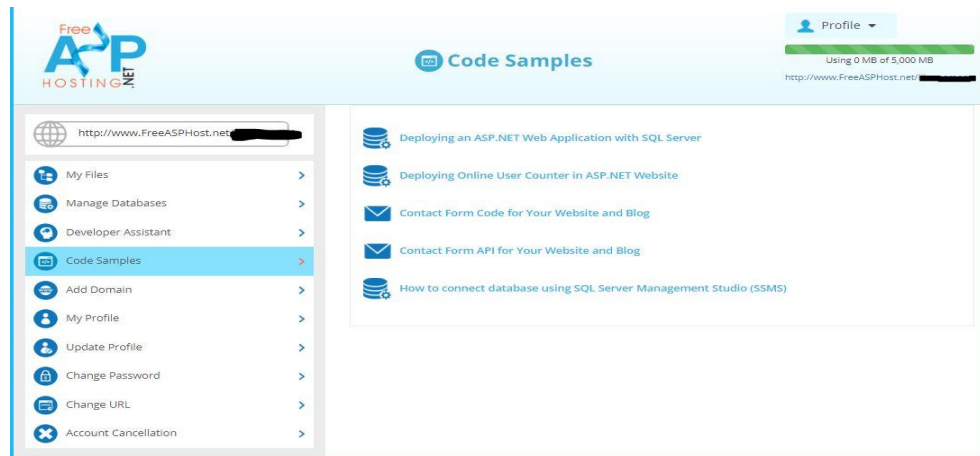 Free
ASP
HOSTING.NET
Code Samples
Profile
Using 0 MB of 5,000 MB
http://www.FreeASPHost.net/
http://www.FreeASPHost.net
My Files
Manage Databases
Developer Assistant
Code Samples
Add Domain
My Profile
Update Profile
Change Password
Change URL
Account Cancellation
Deploying an ASP.NET Web Application with SQL Server
Deploying Online User Counter in ASP.NET Website
Contact Form Code for Your Website and Blog
Contact Form API for Your Website and Blog
How to connect database using SQL Server Management Studio (SSMS)